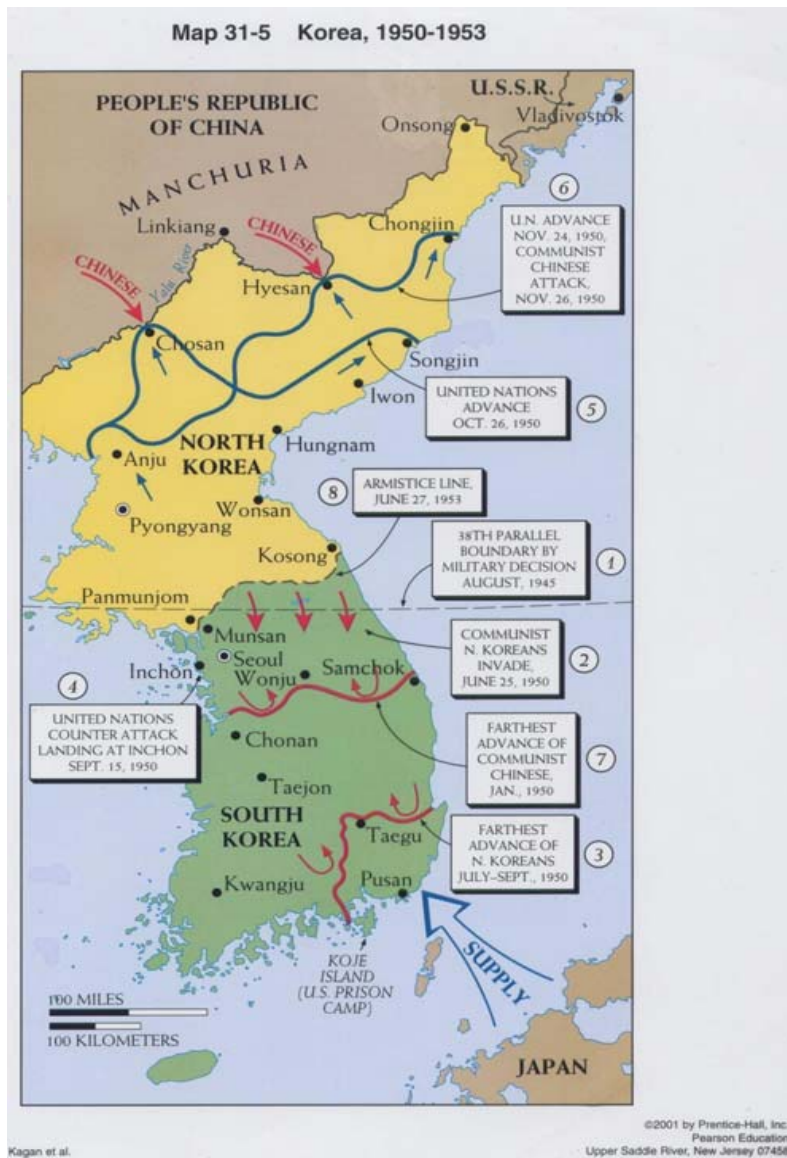 Map 31-5 Korea, 1950-1953
PEOPLE'S REPUBLIC
OF CHINA
U.S.S.R.
Vladivostok
Onsong
MANCHURIA
6
Linkiang
CHINESE
Chongjin
U.N. ADVANCE
NOV. 24, 1950,
COMMUNIST
CHINESE
ATTACK,
NOV. 26, 1950
CHINESE
Yalu River
Hyesan
Chosan
Songjin
Iwon
UNITED NATIONS
ADVANCE
OCT. 26, 1950
5
NORTH
KOREA
Hungnam
Anju
8
ARMISTICE LINE,
JUNE 27, 1953
Wonsan
Pyongyang
38TH PARALLEL
BOUNDARY BY
MILITARY DECISION
AUGUST, 1945
1
Kosong
Panmunjom
Munsan
COMMUNIST
N. KOREANS
INVADE,
JUNE 25, 1950
2
Seoul
Inchon
Wonju
Samchok
4
UNITED NATIONS
COUNTER ATTACK
LANDING AT INCHON
SEPT. 15, 1950
FARTHEST
ADVANCE OF
COMMUNIST
CHINESE,
JAN., 1950
7
Chonan
Taejon
SOUTH
KOREA
Taegu
FARTHEST
ADVANCE OF
N. KOREANS
JULY–SEPT., 1950
3
Kwangju
Pusan
KOJE
ISLAND
(U.S. PRISON
CAMP)
SUPPLY
100 MILES
100 KILOMETERS
JAPAN
©2001 by Prentice-Hall, Inc
Pearson Education
Kagan et al.
Upper Saddle River, New Jersey 07458